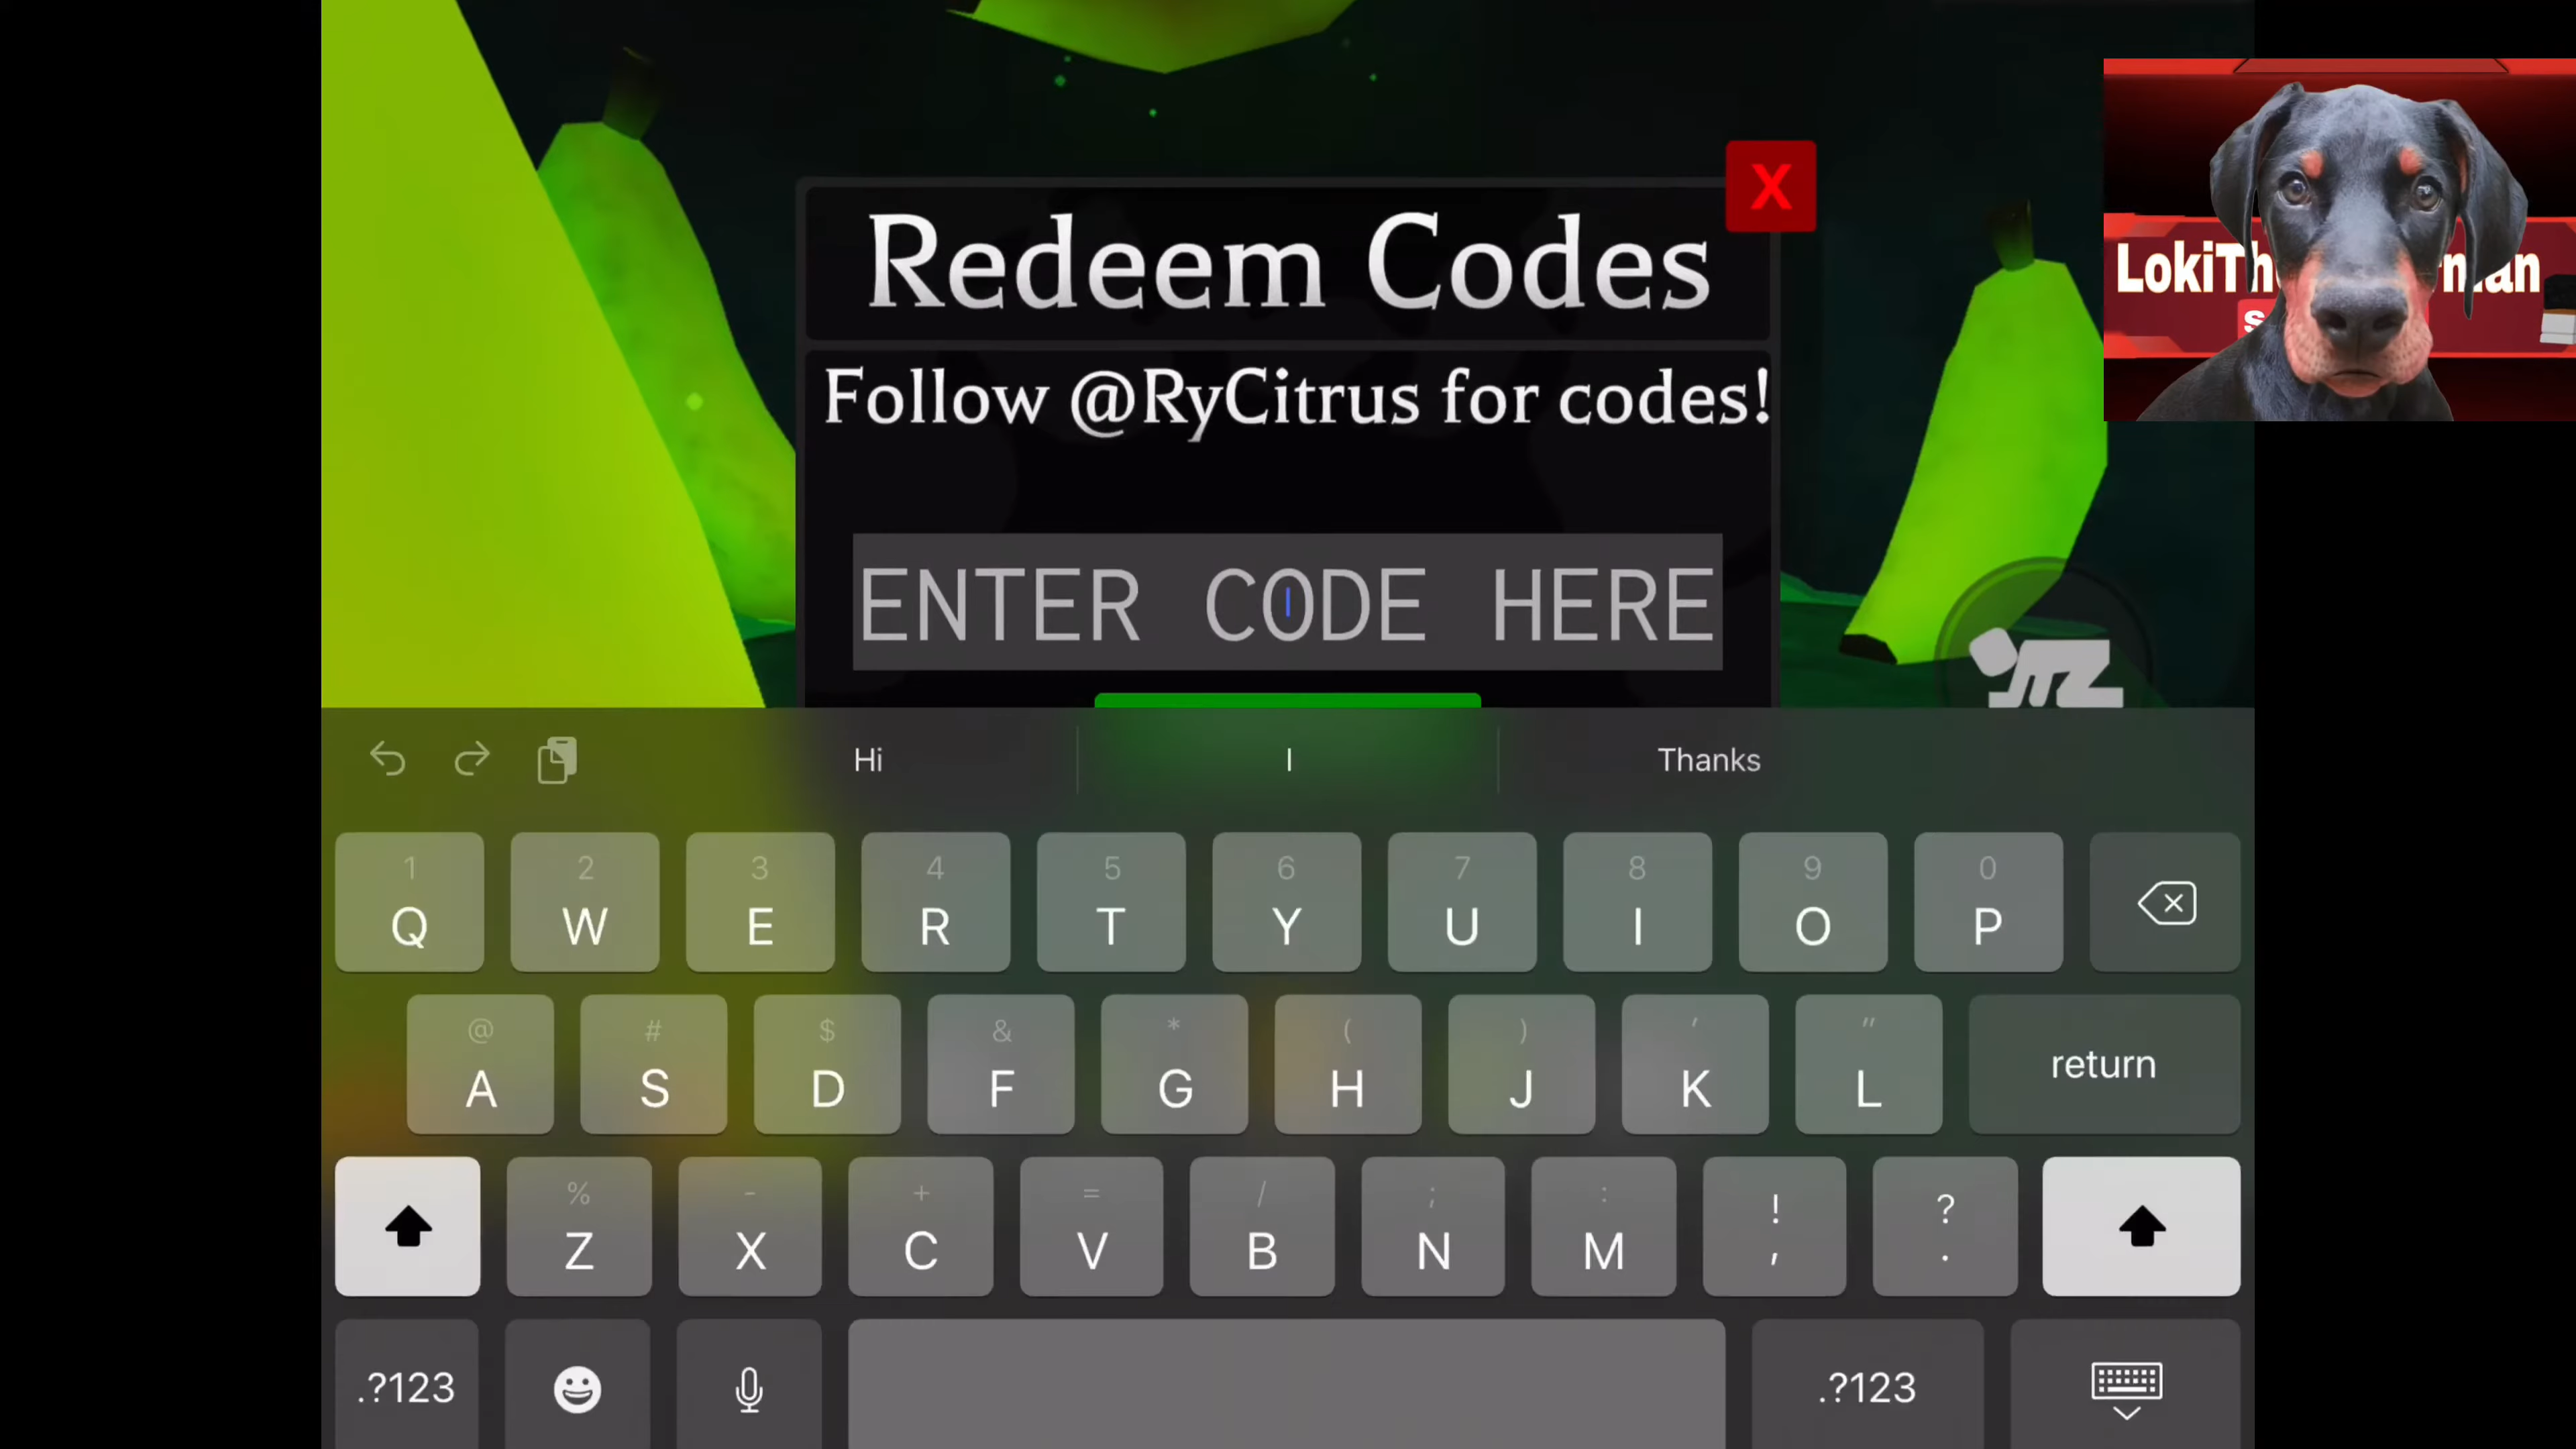 Redeem Codes
X
Follow @RyCitrus for codes!
ENTER CODE HERE
Hi
I
Thanks
1 2 3 4 5 6 7 8 9 0
Q W E R T Y U I O P
@ # $ & * ( ) ' "
A S D F G H J K L
return
% - + = / ; : ! ?
Z X C V B N M , .
.?123
.?123